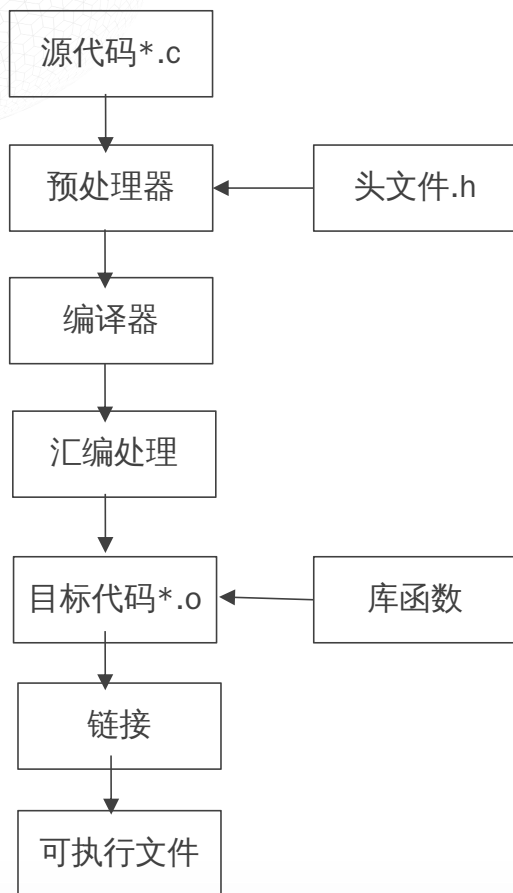 源代码*.c
预处理器
头文件.h
编译器
汇编处理
目标代码*.o
库函数
链接
可执行文件